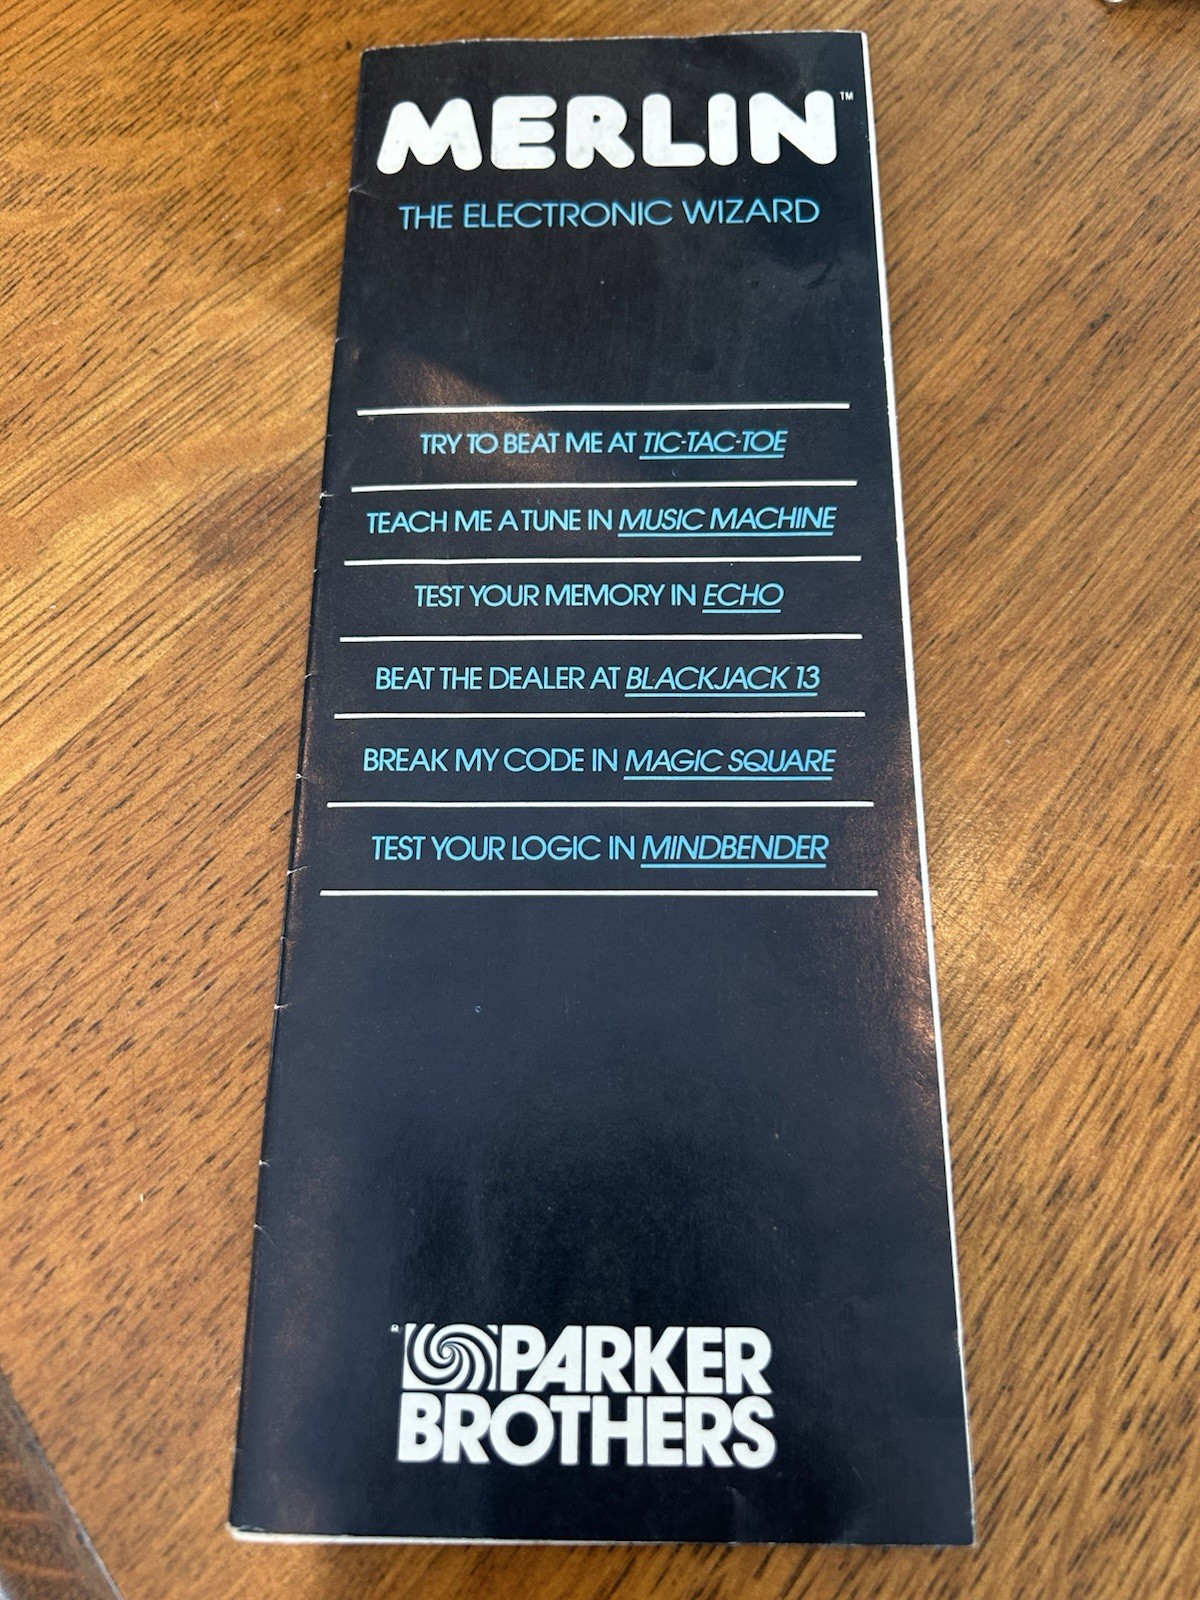 MERLIN™
THE ELECTRONIC WIZARD
TRY TO BEAT ME AT TIC-TAC-TOE
TEACH ME A TUNE IN MUSIC MACHINE
TEST YOUR MEMORY IN ECHO
BEAT THE DEALER AT BLACKJACK 13
BREAK MY CODE IN MAGIC SQUARE
TEST YOUR LOGIC IN MINDBENDER
® PARKER
BROTHERS